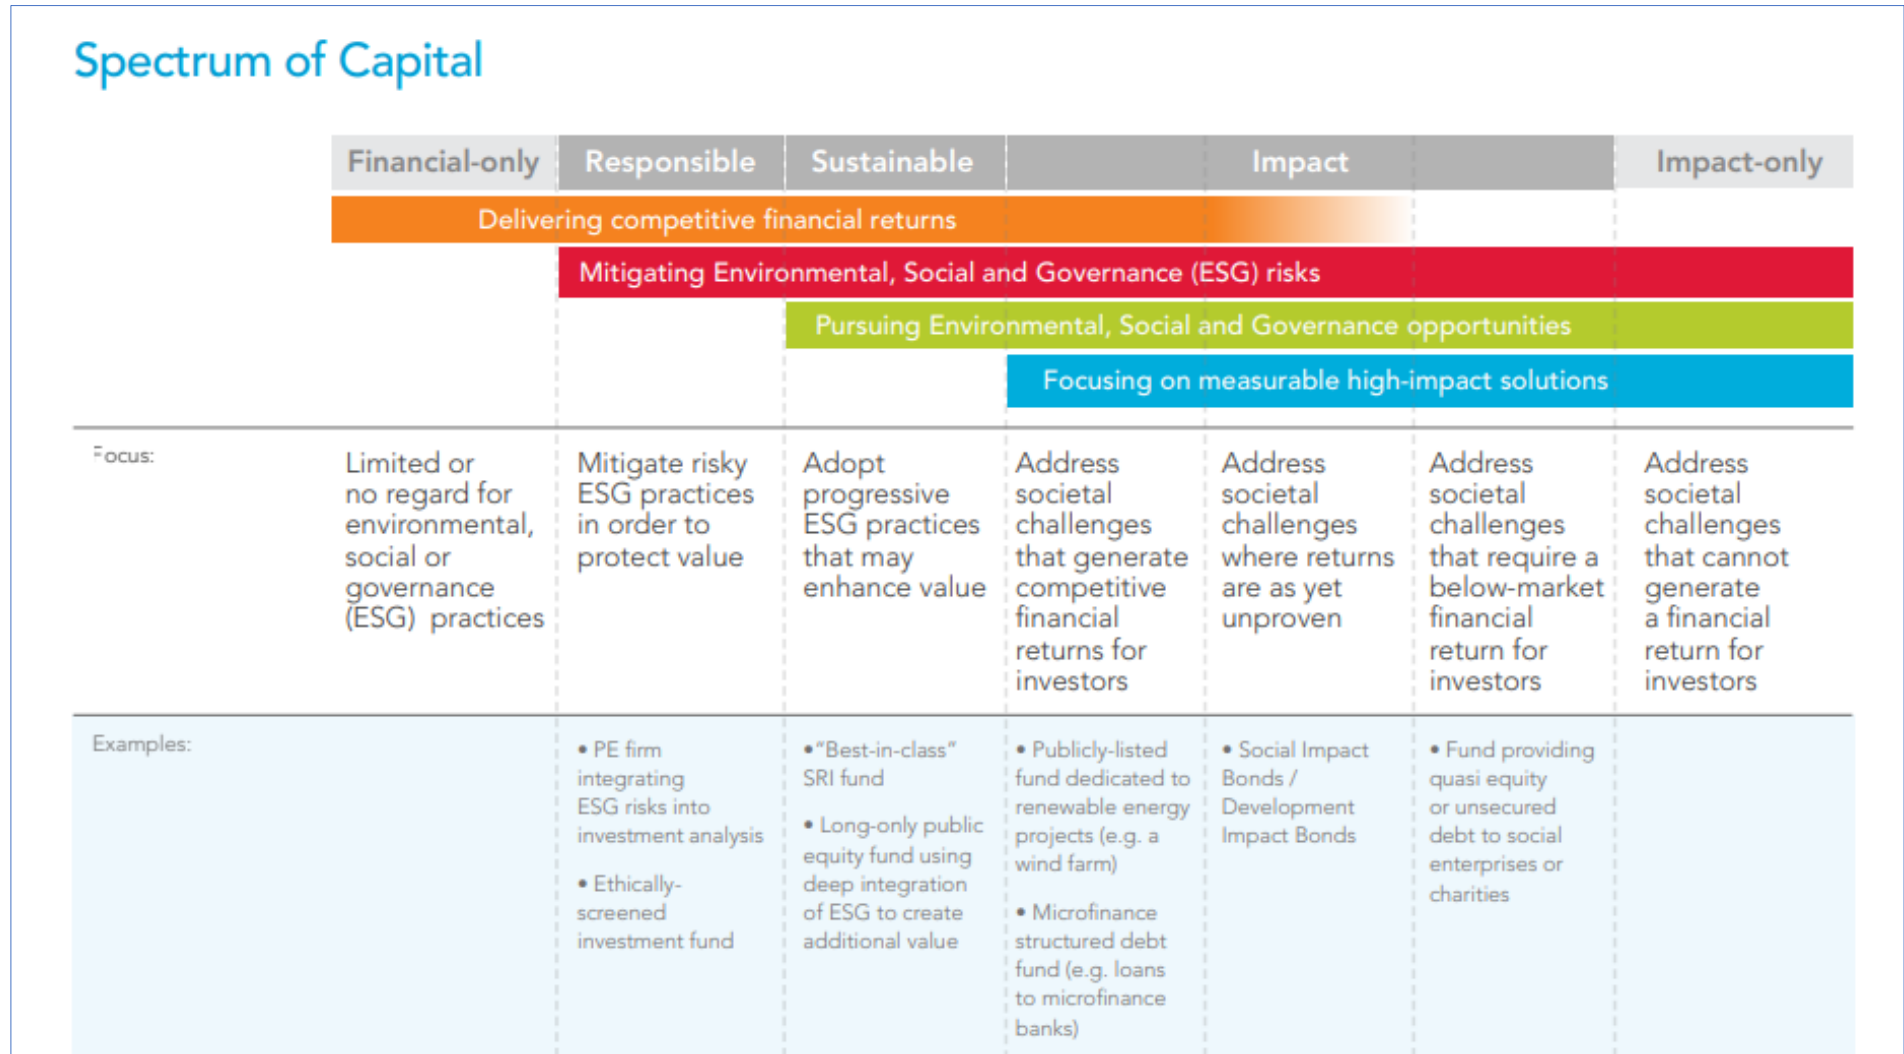 Spectrum of Capital
Financial-only
Responsible
Sustainable
Impact
Impact-only
Delivering competitive financial returns
Mitigating Environmental, Social and Governance (ESG) risks
Pursuing Environmental, Social and Governance opportunities
Focusing on measurable high-impact solutions
Focus:
Limited or
no regard for
environmental,
social or
governance
(ESG) practices
Mitigate risky
ESG practices
in order to
protect value
Adopt
progressive
ESG practices
that may
enhance value
Address
societal
challenges
that generate
competitive
financial
returns for
investors
Address
societal
challenges
where returns
are as yet
unproven
Address
societal
challenges
that require a
below-market
financial
return for
investors
Address
societal
challenges
that cannot
generate
a financial
return for
investors
Examples:
• PE firm
integrating
ESG risks into
investment analysis
• Ethically-
screened
investment fund
•“Best-in-class”
SRI fund
• Long-only public
equity fund using
deep integration
of ESG to create
additional value
• Publicly-listed
fund dedicated to
renewable energy
projects (e.g. a
wind farm)
• Microfinance
structured debt
fund (e.g. loans
to microfinance
banks)
• Social Impact
Bonds /
Development
Impact Bonds
• Fund providing
quasi equity
or unsecured
debt to social
enterprises or
charities